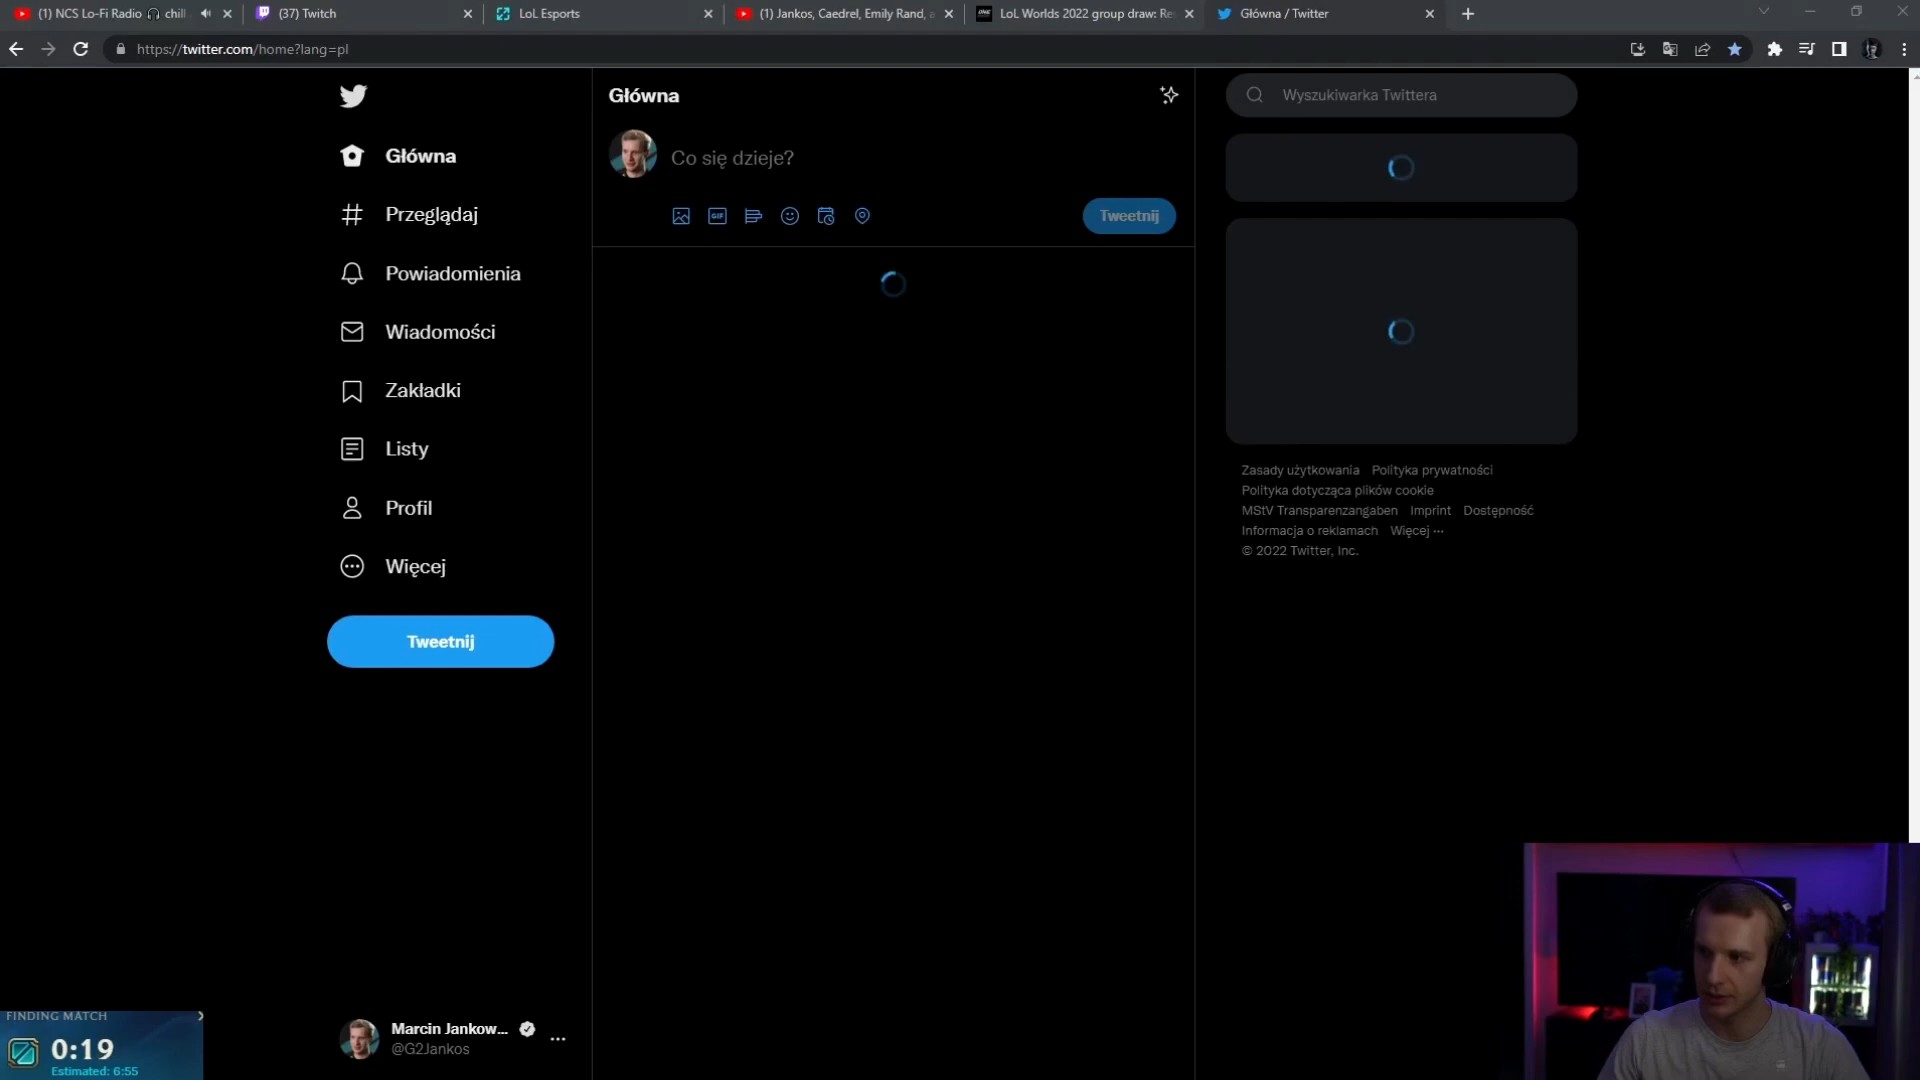 (1) NCS Lo-Fi Radio 🎧 chill
(37) Twitch
LoL Esports
(1) Jankos, Caedrel, Emily Rand, a
LoL Worlds 2022 group draw: Re
Główna / Twitter
https://twitter.com/home?lang=pl
Główna
Przeglądaj
Powiadomienia
Wiadomości
Zakładki
Listy
Profil
Więcej
Tweetnij
Marcin Jankow...
@G2Jankos
Główna
Co się dzieje?
GIF
Tweetnij
Wyszukiwarka Twittera
Zasady użytkowania Polityka prywatności
Polityka dotycząca plików cookie
MStV Transparenzangaben Imprint Dostępność
Informacja o reklamach Więcej ···
© 2022 Twitter, Inc.
FINDING MATCH
0:19
Estimated: 6:55